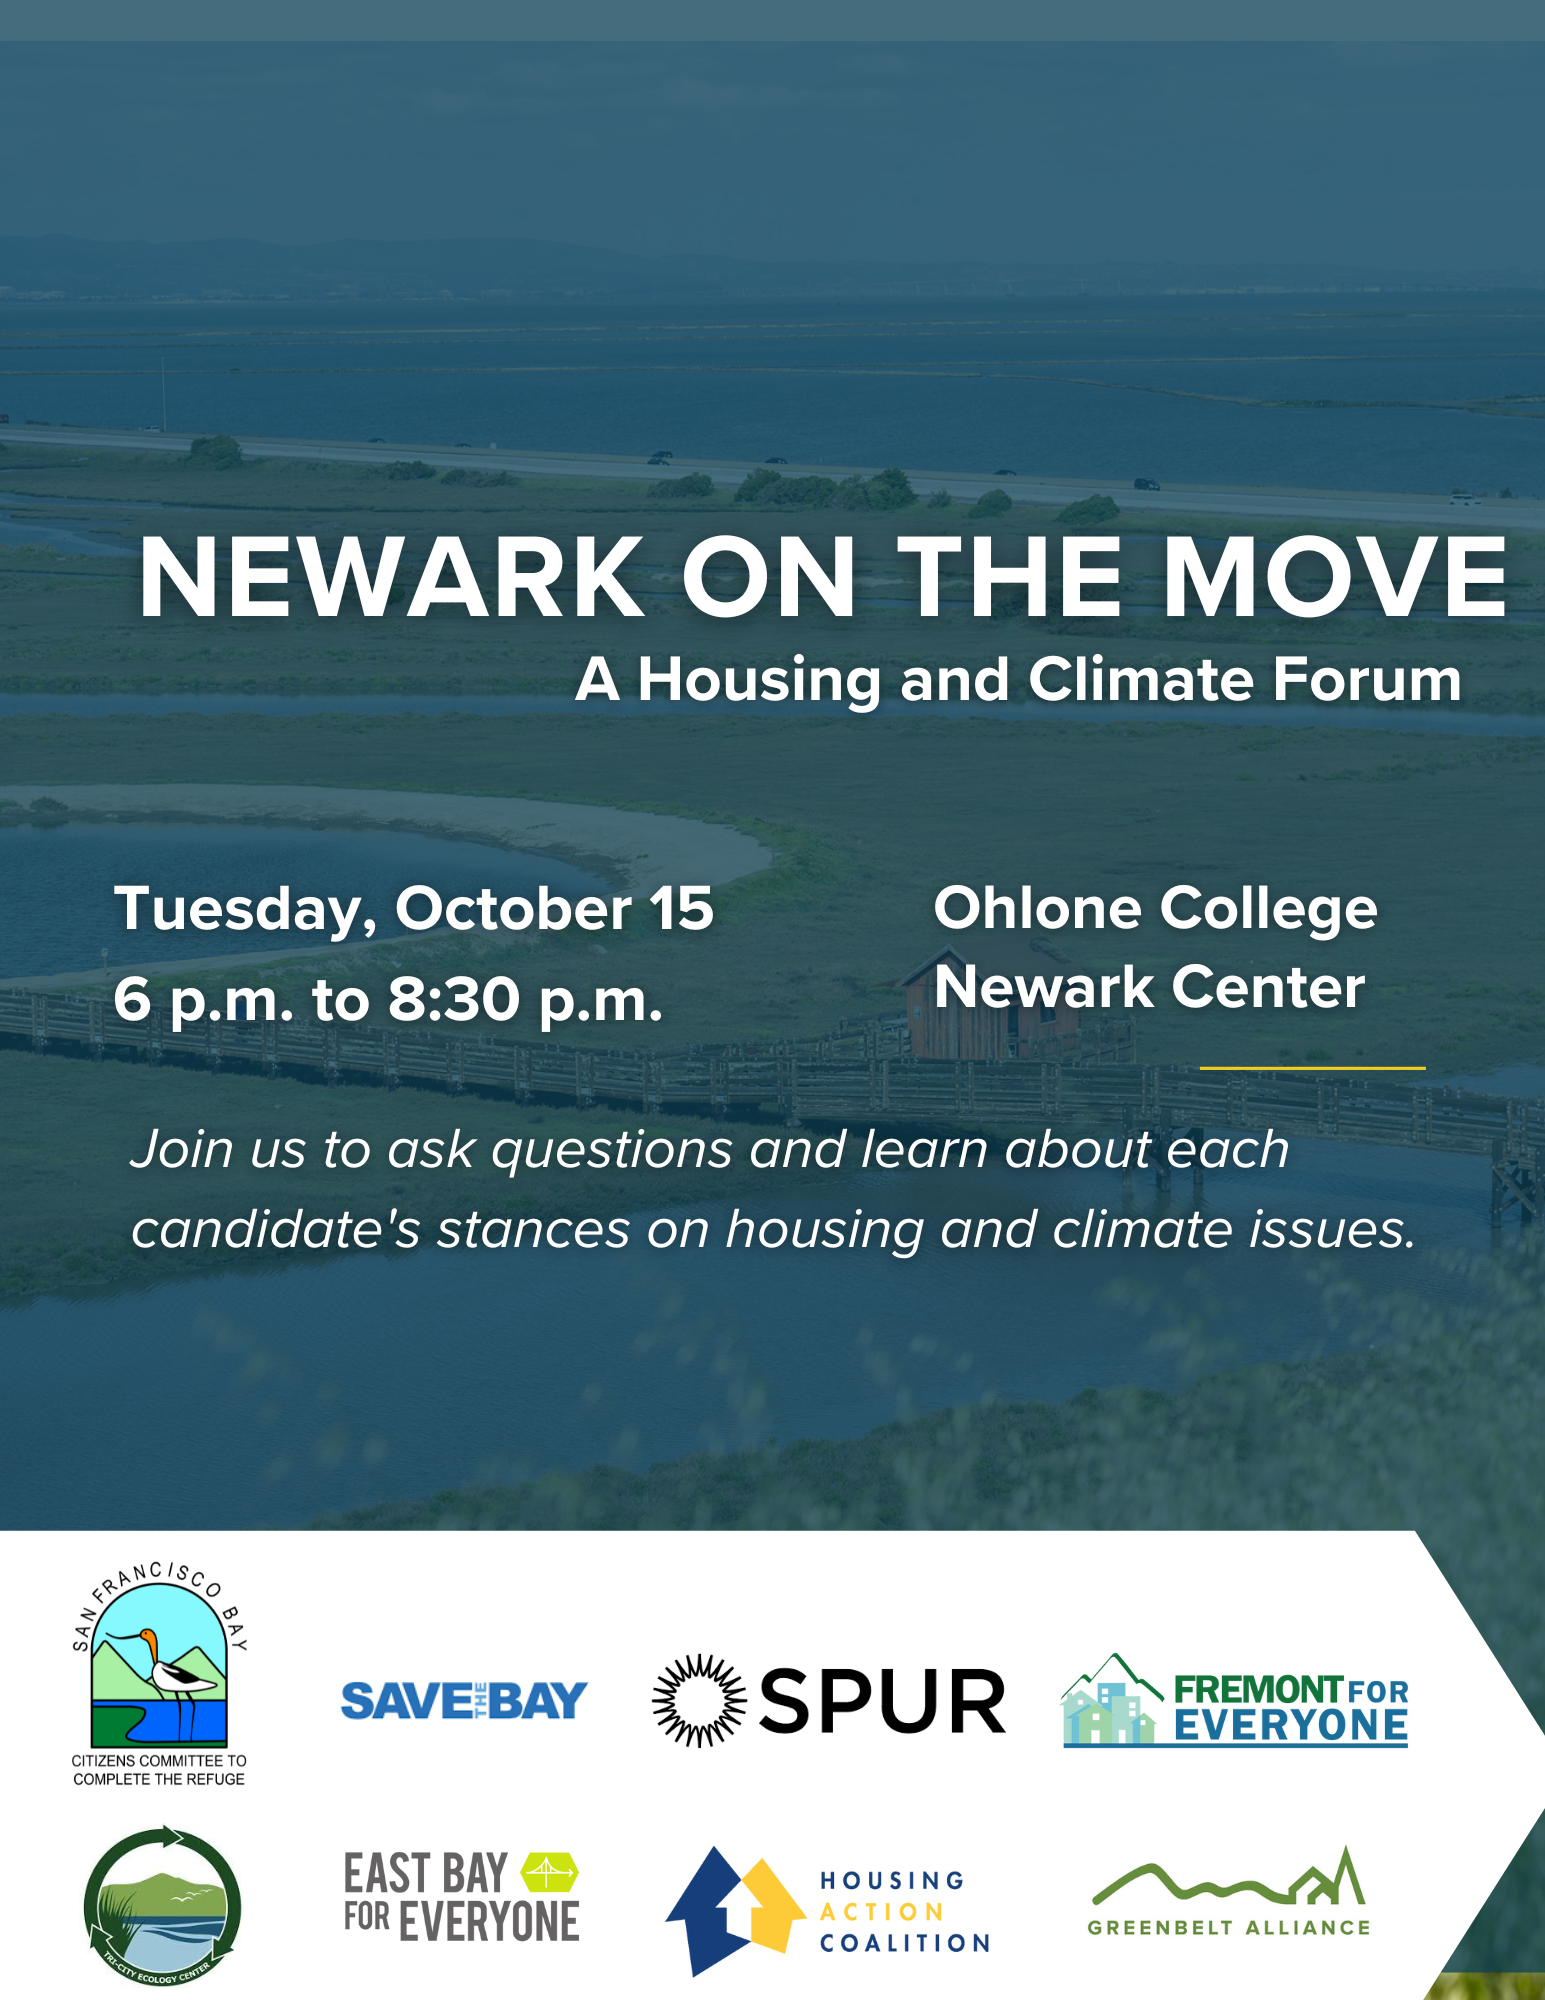 NEWARK ON THE MOVE
A Housing and Climate Forum
Tuesday, October 15
6 p.m. to 8:30 p.m.
Ohlone College
Newark Center
Join us to ask questions and learn about each
candidate's stances on housing and climate issues.
SAN FRANCISCO BAY
CITIZENS COMMITTEE TO
COMPLETE THE REFUGE
SAVE THE BAY
SPUR
FREMONT FOR
EVERYONE
TRI-CITY ECOLOGY CENTER
EAST BAY
FOR EVERYONE
HOUSING
ACTION
COALITION
GREENBELT ALLIANCE